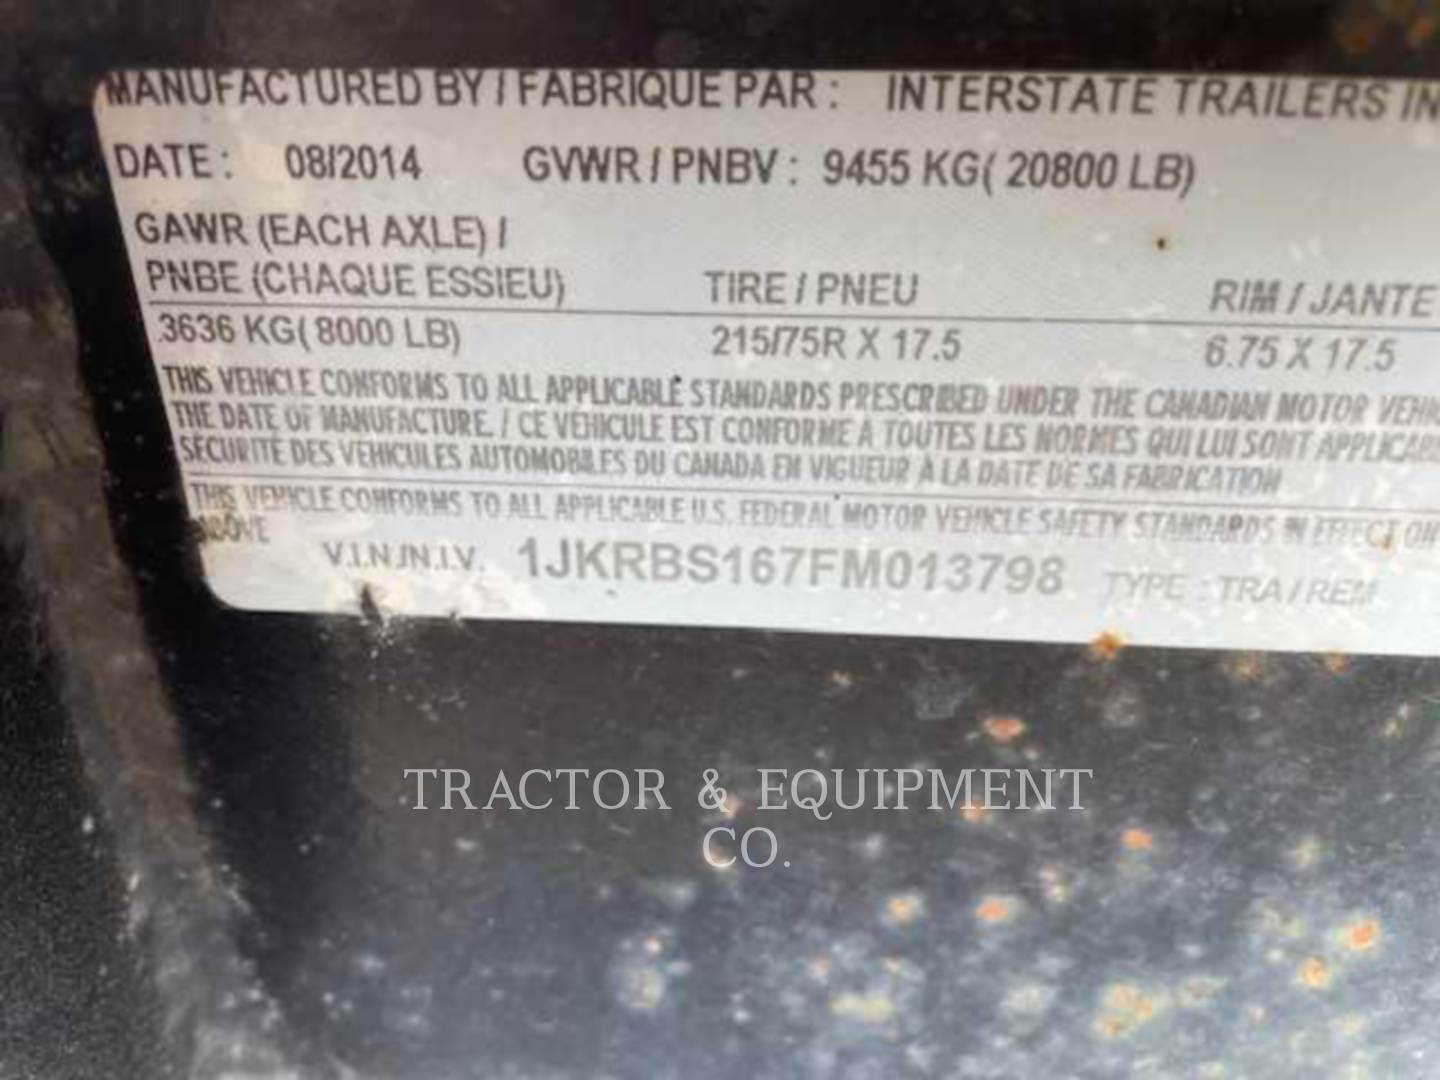 MANUFACTURED BY / FABRIQUE PAR : INTERSTATE TRAILERS IN
DATE : 08/2014 GVWR / PNBV : 9455 KG( 20800 LB)
GAWR (EACH AXLE) /
PNBE (CHAQUE ESSIEU) TIRE / PNEU RIM / JANTE
3636 KG( 8000 LB) 215/75R X 17.5 6.75 X 17.5
THIS VEHICLE CONFORMS TO ALL APPLICABLE STANDARDS PRESCRIBED UNDER THE CANADIAN MOTOR VEHI
THE DATE OF MANUFACTURE. / CE VEHICULE EST CONFORME A TOUTES LES NORMES QUI LUI SONT APPLICAB
SÉCURITÉ DES VEHICULES AUTOMOBILES DU CANADA EN VIGUEUR À LA DATE DE SA FABRICATION
THIS VEHICLE CONFORMS TO ALL APPLICABLE U.S. FEDERAL MOTOR VEHICLE SAFETY STANDARDS IN EFFECT ON
ABOVE
V.I.N./N.I.V. 1JKRBS167FM013798 TYPE : TRA / REM
TRACTOR & EQUIPMENT
CO.